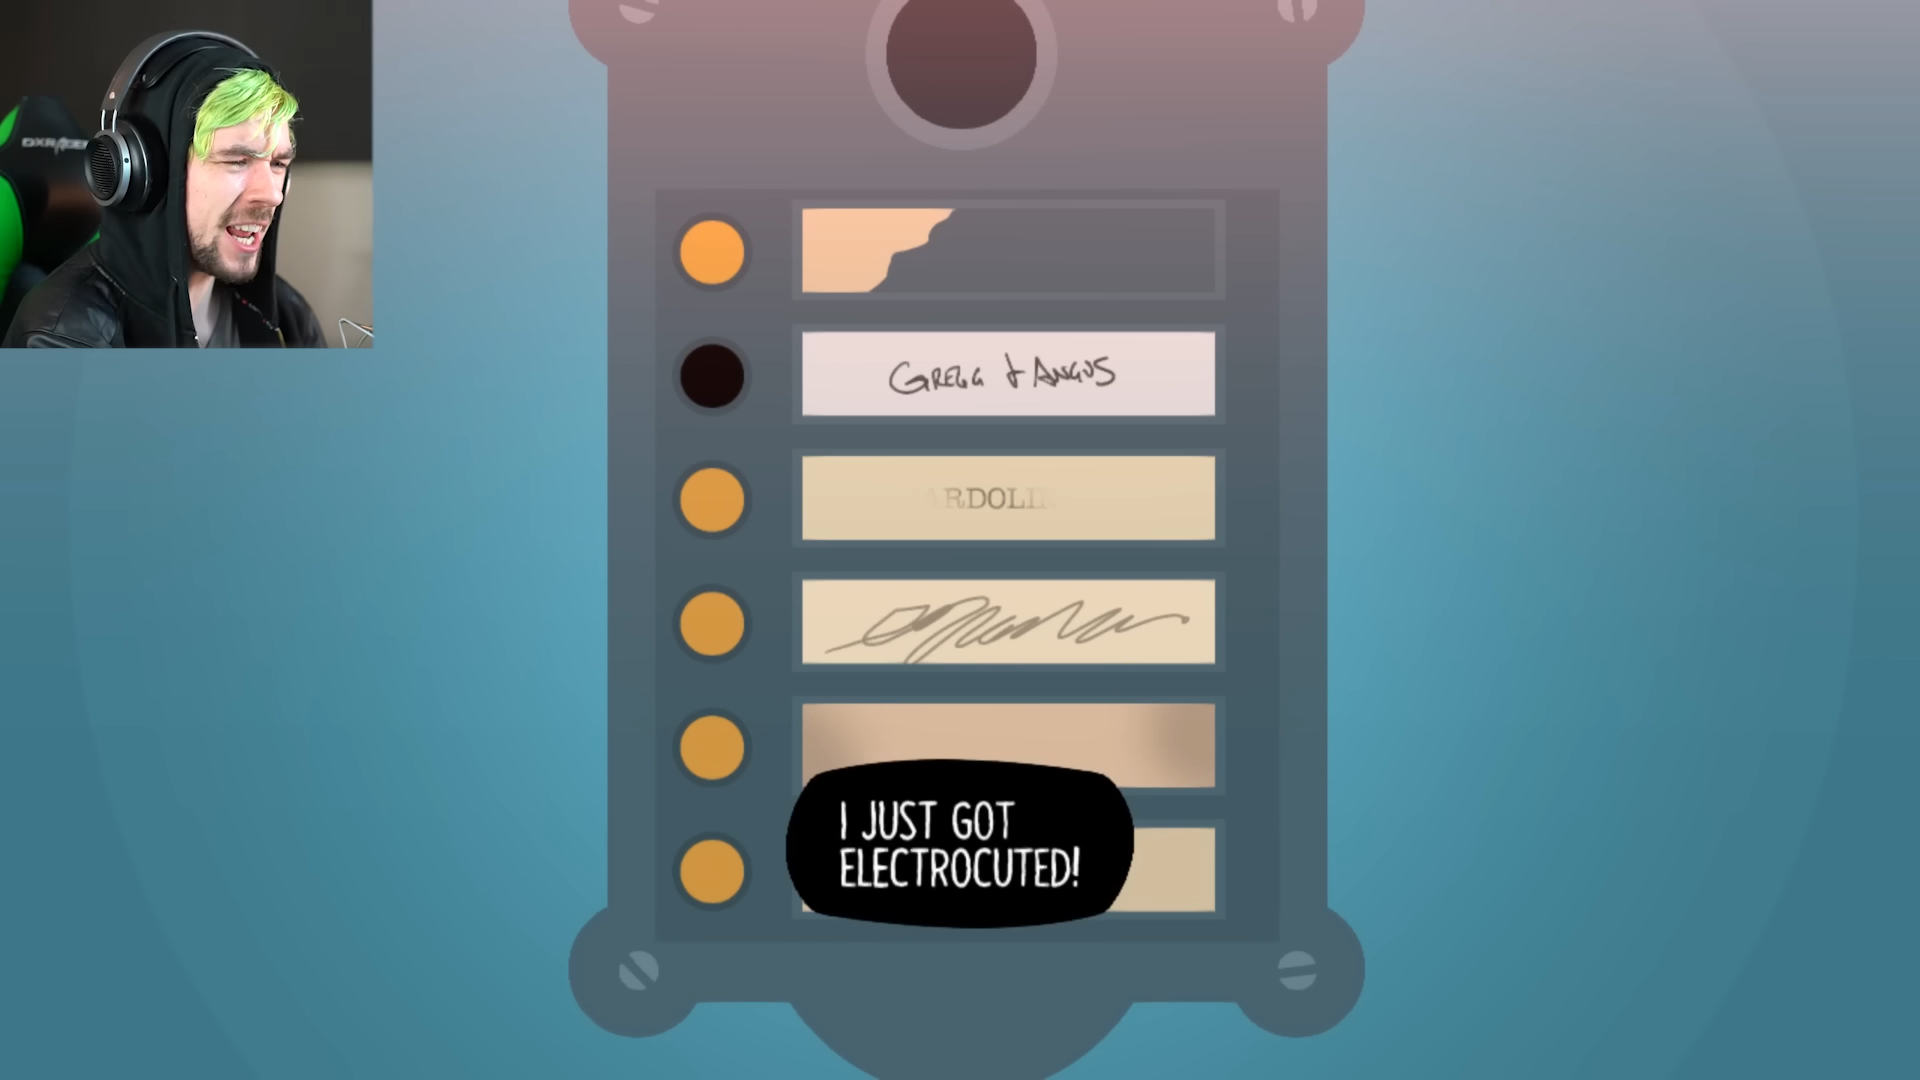 GREGG & ANGUS
RDOLI
I JUST GOT
ELECTROCUTED!